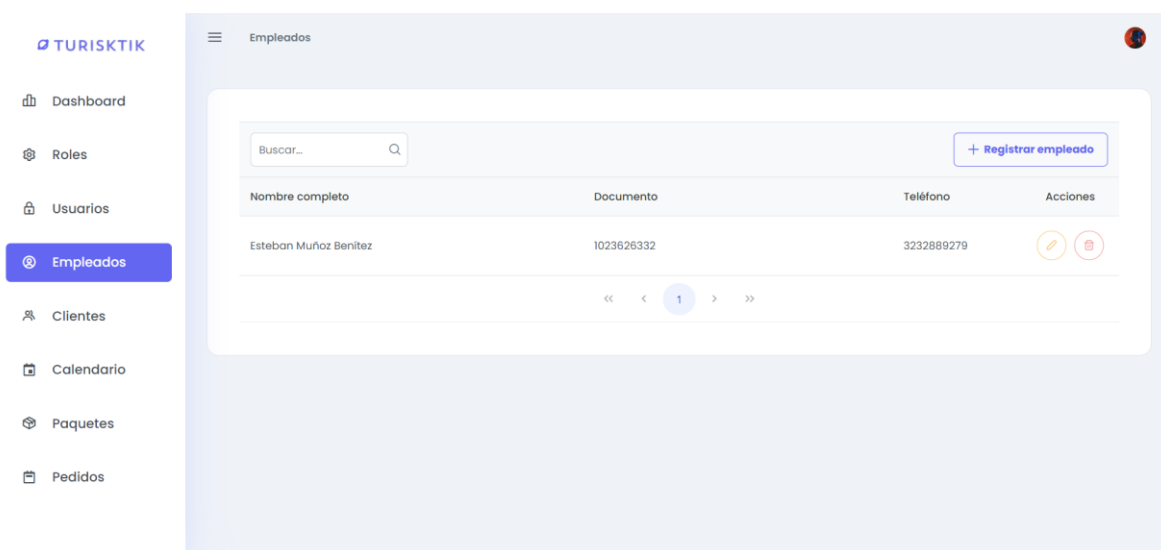 TURISKTIK
Dashboard
Roles
Usuarios
Empleados
Clientes
Calendario
Paquetes
Pedidos
Empleados
Buscar...
+ Registrar empleado
Nombre completo Documento Teléfono Acciones
Esteban Muñoz Benitez 1023626332 3232889279
<< < 1 > >>